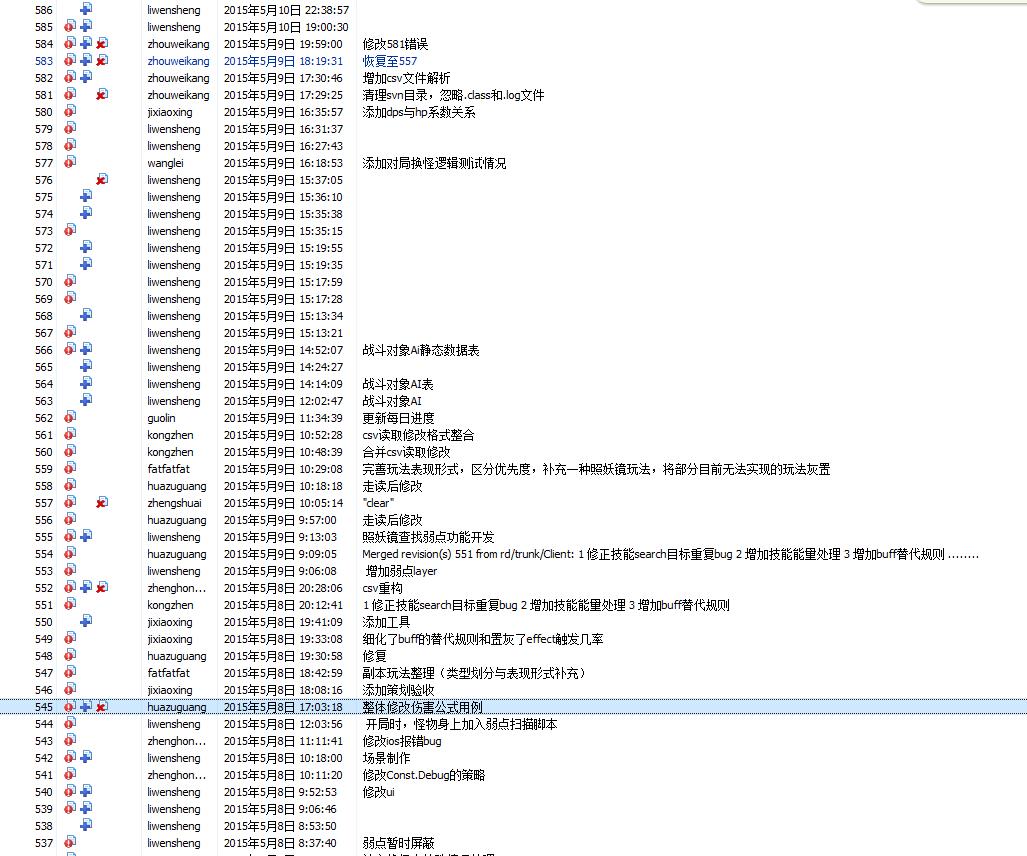 586 liwensheng 2015年5月10日 22:38:57
585 liwensheng 2015年5月10日 19:00:30
584 zhouweikang 2015年5月9日 19:59:00 修改581错误
583 zhouweikang 2015年5月9日 18:19:31 恢复至557
582 zhouweikang 2015年5月9日 17:30:46 增加csv文件解析
581 zhouweikang 2015年5月9日 17:29:25 清理svn目录，忽略.class和.log文件
580 jixiaoxing 2015年5月9日 16:35:57 添加dps与hp系数关系
579 liwensheng 2015年5月9日 16:31:37
578 liwensheng 2015年5月9日 16:27:43
577 wanglei 2015年5月9日 16:18:53 添加对局换怪逻辑测试情况
576 liwensheng 2015年5月9日 15:37:05
575 liwensheng 2015年5月9日 15:36:10
574 liwensheng 2015年5月9日 15:35:38
573 liwensheng 2015年5月9日 15:35:15
572 liwensheng 2015年5月9日 15:19:55
571 liwensheng 2015年5月9日 15:19:35
570 liwensheng 2015年5月9日 15:17:59
569 liwensheng 2015年5月9日 15:17:28
568 liwensheng 2015年5月9日 15:13:34
567 liwensheng 2015年5月9日 15:13:21
566 liwensheng 2015年5月9日 14:52:07 战斗对象Ai静态数据表
565 liwensheng 2015年5月9日 14:24:27
564 liwensheng 2015年5月9日 14:14:09 战斗对象AI表
563 liwensheng 2015年5月9日 12:02:47 战斗对象AI
562 guolin 2015年5月9日 11:34:39 更新每日进度
561 kongzhen 2015年5月9日 10:52:28 csv读取修改格式整合
560 kongzhen 2015年5月9日 10:48:39 合并csv读取修改
559 fatfatfat 2015年5月9日 10:29:08 完善玩法表现形式，区分优先度，补充一种照妖镜玩法，将部分目前无法实现的玩法灰置
558 huazuguang 2015年5月9日 10:18:18 走读后修改
557 zhengshuai 2015年5月9日 10:05:14 "clear"
556 huazuguang 2015年5月9日 9:57:00 走读后修改
555 liwensheng 2015年5月9日 9:13:03 照妖镜查找弱点功能开发
554 huazuguang 2015年5月9日 9:09:05 Merged revision(s) 551 from rd/trunk/Client: 1 修正技能search目标重复bug 2 增加技能能量处理 3 增加buff替代规则 ........
553 liwensheng 2015年5月9日 9:06:08 增加弱点layer
552 zhenghon... 2015年5月8日 20:28:06 csv重构
551 kongzhen 2015年5月8日 20:12:41 1 修正技能search目标重复bug 2 增加技能能量处理 3 增加buff替代规则
550 jixiaoxing 2015年5月8日 19:41:09 添加工具
549 jixiaoxing 2015年5月8日 19:33:08 细化了buff的替代规则和置灰了effect触发几率
548 huazuguang 2015年5月8日 19:30:58 修复
547 fatfatfat 2015年5月8日 18:42:59 副本玩法整理（类型划分与表现形式补充）
546 jixiaoxing 2015年5月8日 18:08:16 添加策划验收
545 huazuguang 2015年5月8日 17:03:18 整体修改伤害公式用例
544 liwensheng 2015年5月8日 12:03:56 开局时，怪物身上加入弱点扫描脚本
543 zhenghon... 2015年5月8日 11:11:41 修改ios报错bug
542 liwensheng 2015年5月8日 10:18:00 场景制作
541 zhenghon... 2015年5月8日 10:11:20 修改Const.Debug的策略
540 liwensheng 2015年5月8日 9:52:53 修改ui
539 liwensheng 2015年5月8日 9:06:46
538 liwensheng 2015年5月8日 8:53:50
537 liwensheng 2015年5月8日 8:37:40 弱点暂时屏蔽